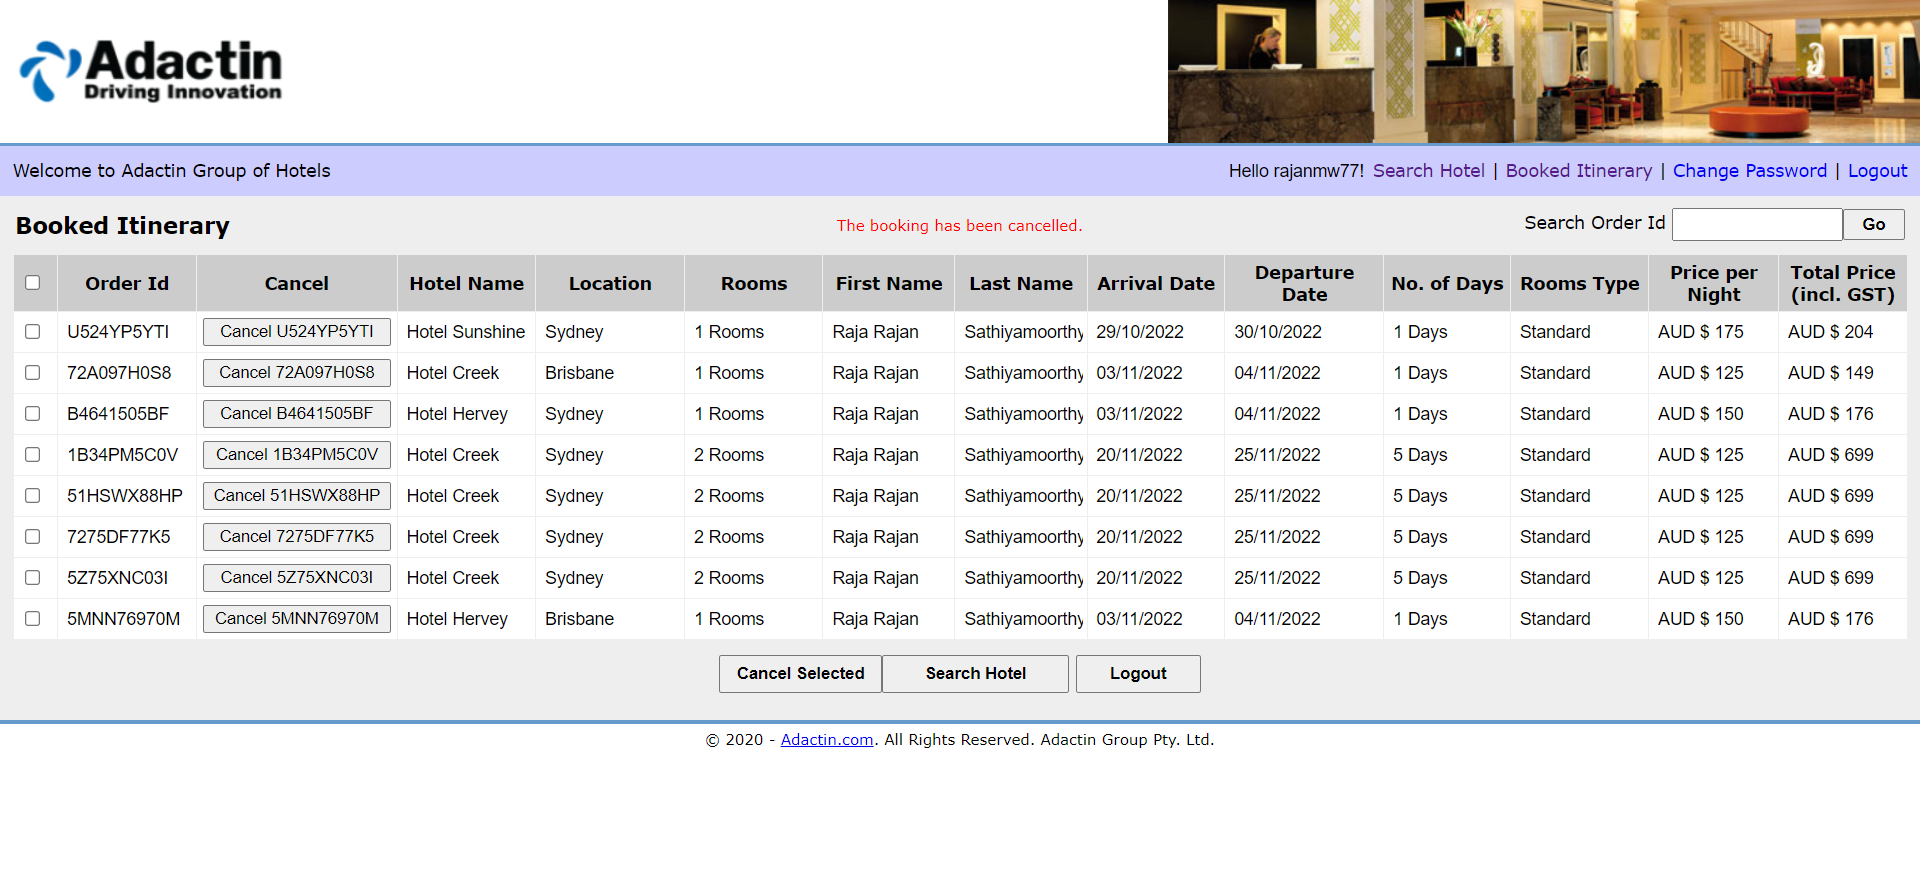 Adactin
Driving Innovation
Welcome to Adactin Group of Hotels
Hello rajanmw77! Search Hotel | Booked Itinerary | Change Password | Logout
Booked Itinerary
The booking has been cancelled.
Search Order Id Go
Order Id Cancel Hotel Name Location Rooms First Name Last Name Arrival Date Departure Date No. of Days Rooms Type Price per Night Total Price (incl. GST)
U524YP5YTI Cancel U524YP5YTI Hotel Sunshine Sydney 1 Rooms Raja Rajan Sathiyamoorthy 29/10/2022 30/10/2022 1 Days Standard AUD $ 175 AUD $ 204
72A097H0S8 Cancel 72A097H0S8 Hotel Creek Brisbane 1 Rooms Raja Rajan Sathiyamoorthy 03/11/2022 04/11/2022 1 Days Standard AUD $ 125 AUD $ 149
B4641505BF Cancel B4641505BF Hotel Hervey Sydney 1 Rooms Raja Rajan Sathiyamoorthy 03/11/2022 04/11/2022 1 Days Standard AUD $ 150 AUD $ 176
1B34PM5C0V Cancel 1B34PM5C0V Hotel Creek Sydney 2 Rooms Raja Rajan Sathiyamoorthy 20/11/2022 25/11/2022 5 Days Standard AUD $ 125 AUD $ 699
51HSWX88HP Cancel 51HSWX88HP Hotel Creek Sydney 2 Rooms Raja Rajan Sathiyamoorthy 20/11/2022 25/11/2022 5 Days Standard AUD $ 125 AUD $ 699
7275DF77K5 Cancel 7275DF77K5 Hotel Creek Sydney 2 Rooms Raja Rajan Sathiyamoorthy 20/11/2022 25/11/2022 5 Days Standard AUD $ 125 AUD $ 699
5Z75XNC03I Cancel 5Z75XNC03I Hotel Creek Sydney 2 Rooms Raja Rajan Sathiyamoorthy 20/11/2022 25/11/2022 5 Days Standard AUD $ 125 AUD $ 699
5MNN76970M Cancel 5MNN76970M Hotel Hervey Brisbane 1 Rooms Raja Rajan Sathiyamoorthy 03/11/2022 04/11/2022 1 Days Standard AUD $ 150 AUD $ 176
Cancel Selected Search Hotel Logout
© 2020 - Adactin.com. All Rights Reserved. Adactin Group Pty. Ltd.